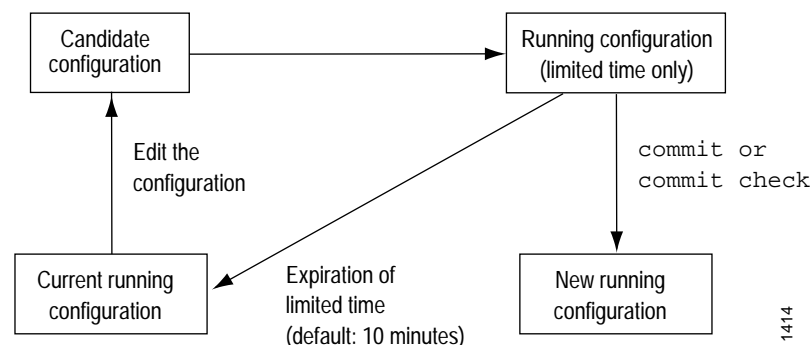 Candidate
configuration
Running configuration
(limited time only)
Edit the
configuration
commit or
commit check
Current running
configuration
Expiration of
limited time
(default: 10 minutes)
New running
configuration
1414